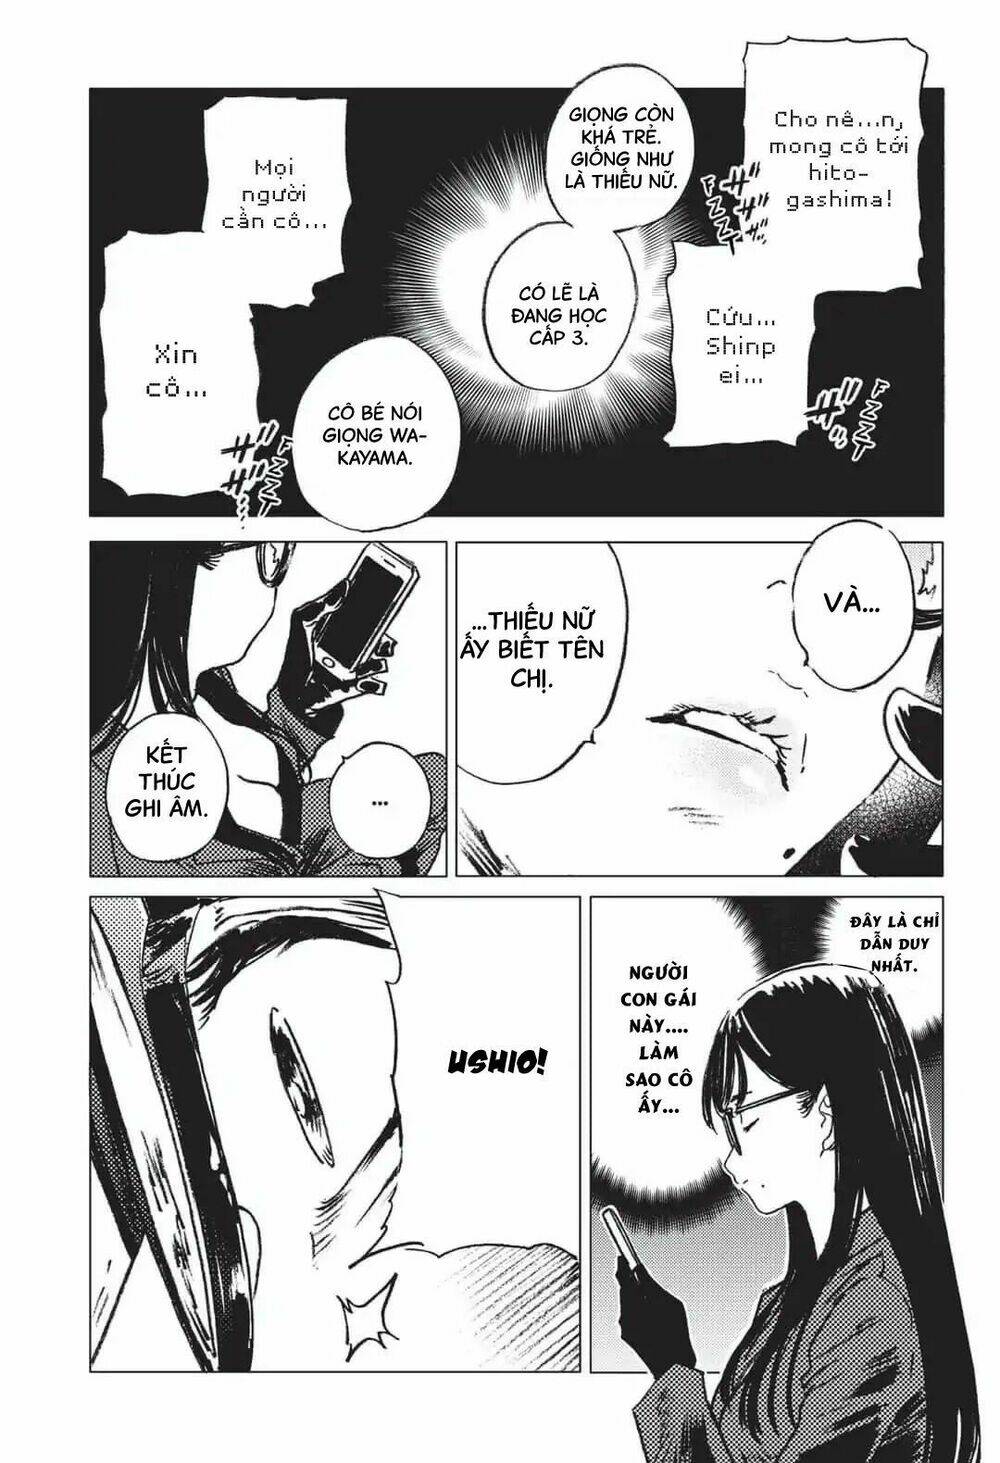 Cho nê...n,
mong cô tới
hito-
gashima!
FZZT
Cứu...
Shinp
ei...
FZZT
GIỌNG CÒN
KHÁ TRẺ.
GIỐNG NHƯ
LÀ THIẾU NỮ.
CÓ LẼ LÀ
ĐANG HỌC
CẤP 3.
Mọi
người
cần cô...
Xin
cô...
FZZT
CÔ BÉ NÓI
GIỌNG WA-
KAYAMA.
VÀ...
...THIẾU NỮ
ẤY BIẾT TÊN
CHỊ.
...
KẾT
THÚC
GHI ÂM.
ĐÂY LÀ CHỈ
DẪN DUY
NHẤT.
NGƯỜI
CON GÁI
NÀY....
LÀM
SAO CÔ
ẤY...
USHIO!